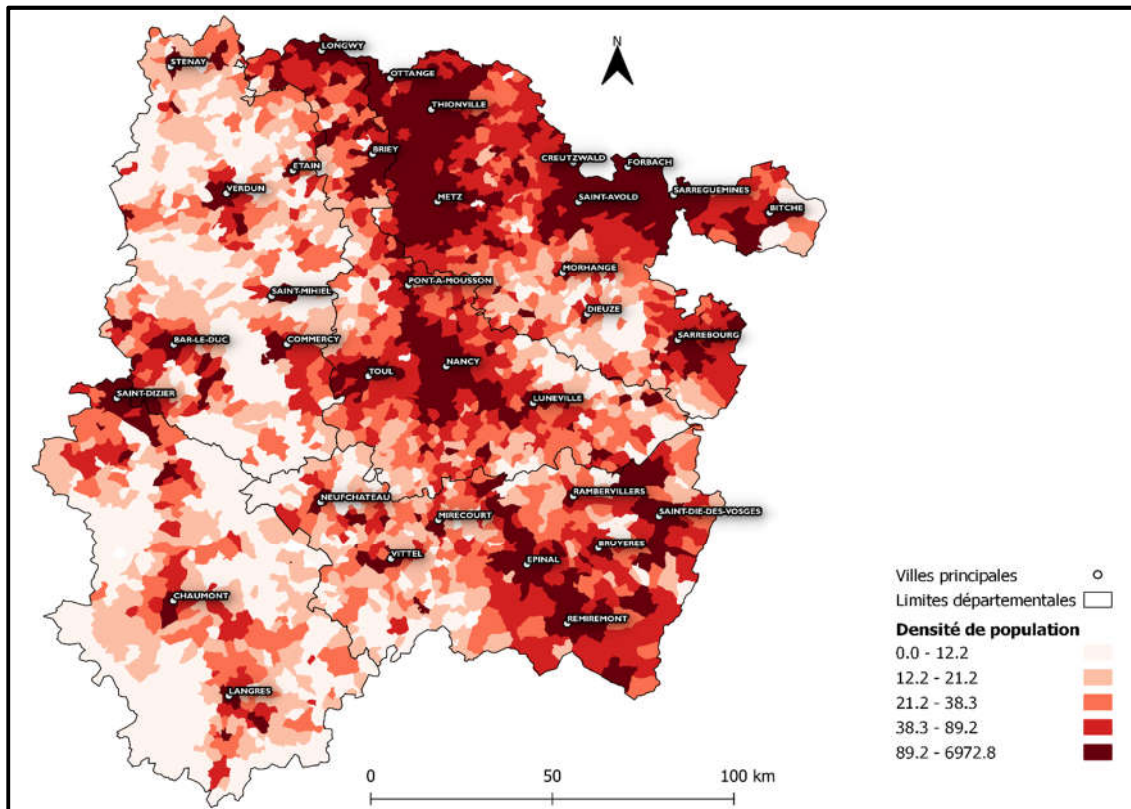 N
LONGWY
STENAY
OTTANGE
THIONVILLE
BRIEY
CREUTZWALD
FORBACH
ETAIN
VERDUN
METZ
SAINT-AVOLD
SARREGUEMINES
BITCHE
MORHANGE
PONT-A-MOUSSON
SAINT-MIHIEL
DIEUZE
BAR-LE-DUC
COMMERCY
SARREBOURG
NANCY
TOUL
SAINT-DIZIER
LUNEVILLE
NEUFCHATEAU
RAMBERVILLERS
MIRECOURT
SAINT-DIE-DES-VOSGES
BRUYERES
VITTEL
EPINAL
CHAUMONT
REMIREMONT
LANGRES
Villes principales
Limites départementales
Densité de population
0.0 - 12.2
12.2 - 21.2
21.2 - 38.3
38.3 - 89.2
89.2 - 6972.8
0 50 100 km